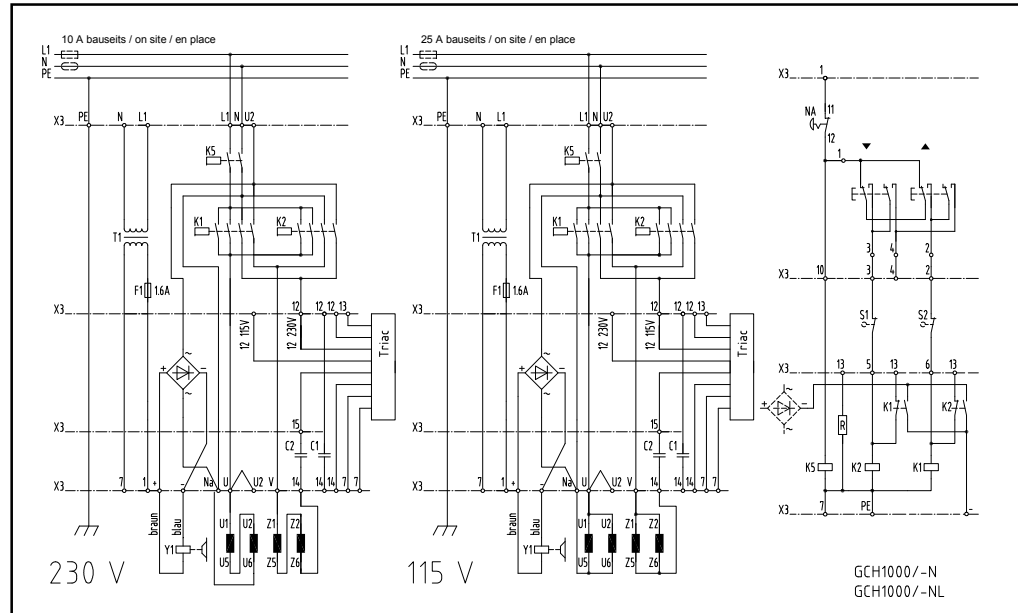 10 A bauseits / on site / en place
L1
N
PE
X3 PE N L1 L1 N U2
K5
K1 K2
T1
F1 1.6A
X3 12 12 12 13
12 115V
12 230V
Triac
+ ~ - ~
X3 15
C2 C1
X3 7 1 + - Na U U2 V 14 14 14 7 7
braun
blau
U1 U2 Z1 Z2
Y1
U5 U6 Z5 Z6
230 V
25 A bauseits / on site / en place
L1
N
PE
X3 PE N L1 L1 N U2
K5
K1 K2
T1
F1 1.6A
X3 12 12 12 13
12 230V
12 115V
Triac
+ ~ - ~
X3 15
C2 C1
X3 7 1 + - Na U U2 V 14 14 14 7 7
braun
blau
U1 U2 Z1 Z2
Y1
U5 U6 Z5 Z6
115 V
X3 1
NA 11
12
1 ▼ ▲
3 4 2
X3 10 3 4 2
S1 S2
X3 13 5 13 6 13
+ ~ - ~
K1 K2
R
K5 K2 K1
X3 7 PE -
GCH1000/-N
GCH1000/-NL